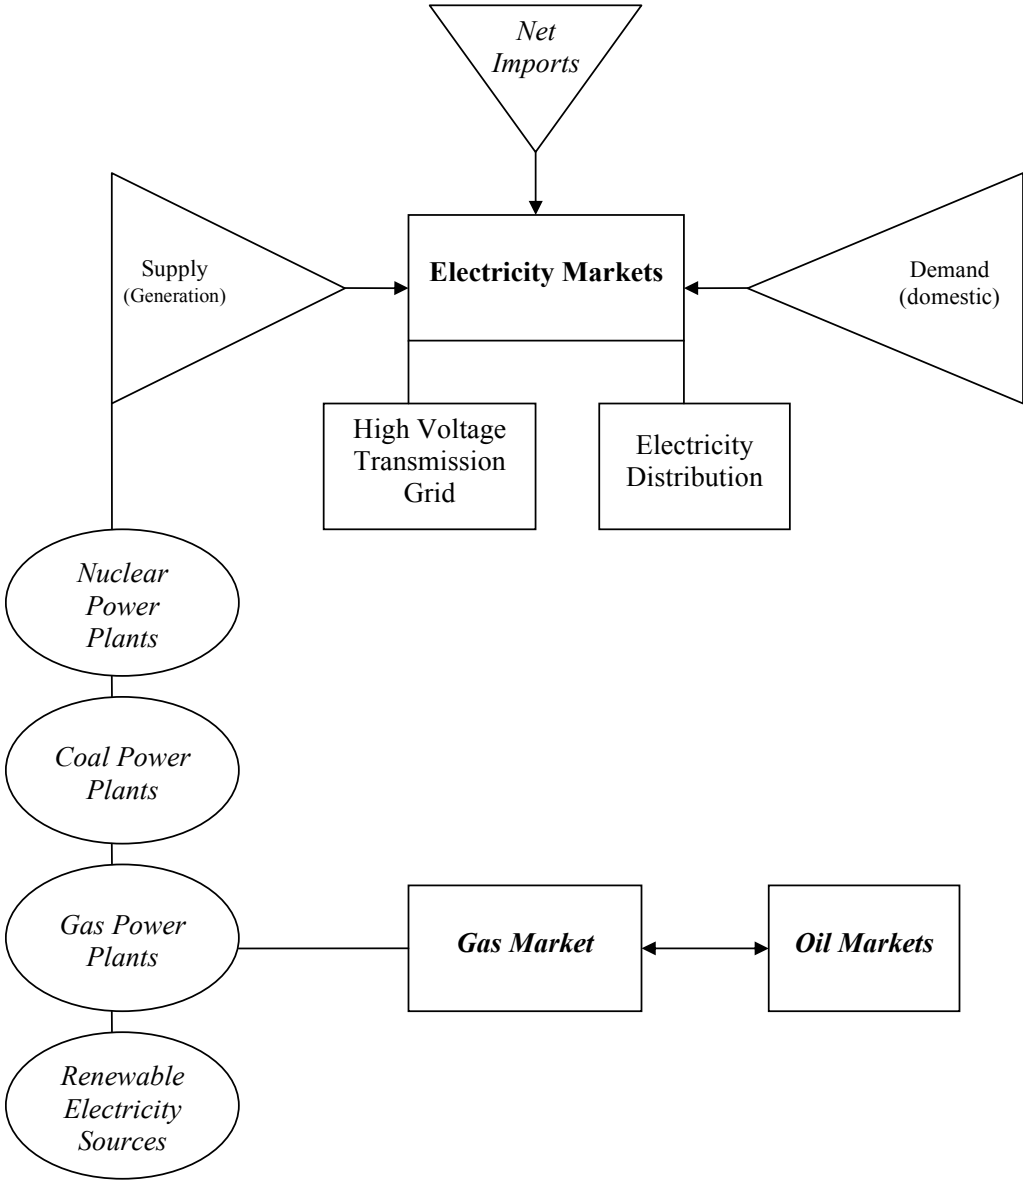 Net
Imports
Supply
(Generation)
Electricity Markets
Demand
(domestic)
High Voltage
Transmission
Grid
Electricity
Distribution
Nuclear
Power
Plants
Coal Power
Plants
Gas Power
Plants
Gas Market
Oil Markets
Renewable
Electricity
Sources